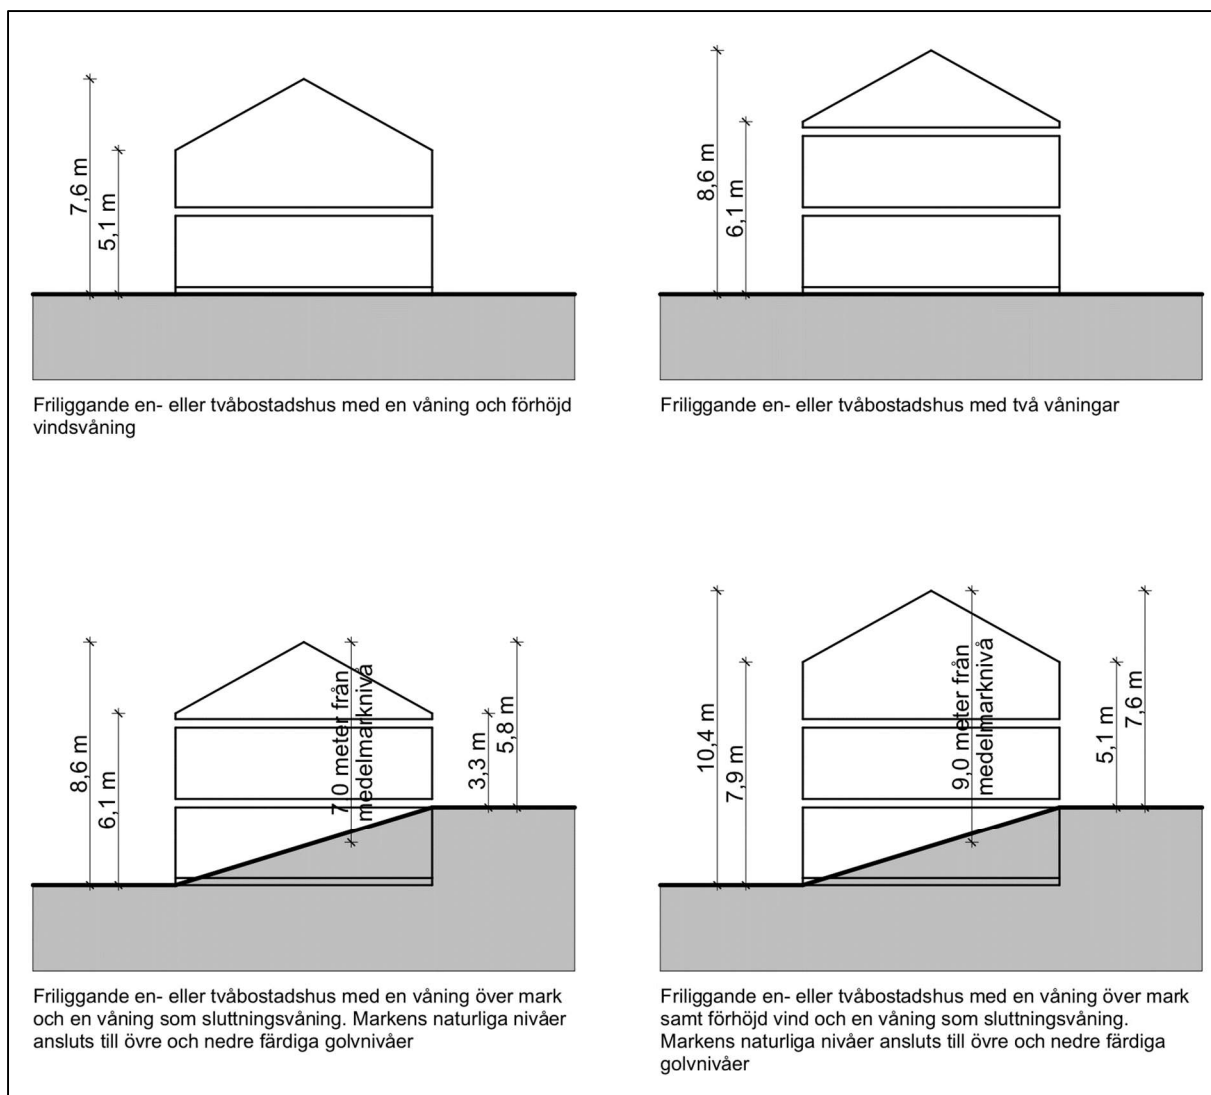 7,6 m
5,1 m
Friliggande en- eller tvåbostadshus med en våning och förhöjd
vindsvåning
8,6 m
6,1 m
Friliggande en- eller tvåbostadshus med två våningar
8,6 m
6,1 m
7,0 meter från
medelmarknivå
3,3 m
5,8 m
Friliggande en- eller tvåbostadshus med en våning över mark
och en våning som sluttningsvåning. Markens naturliga nivåer
ansluts till övre och nedre färdiga golvnivåer
10,4 m
7,9 m
9,0 meter från
medelmarknivå
5,1 m
7,6 m
Friliggande en- eller tvåbostadshus med en våning över mark
samt förhöjd vind och en våning som sluttningsvåning.
Markens naturliga nivåer ansluts till övre och nedre färdiga
golvnivåer